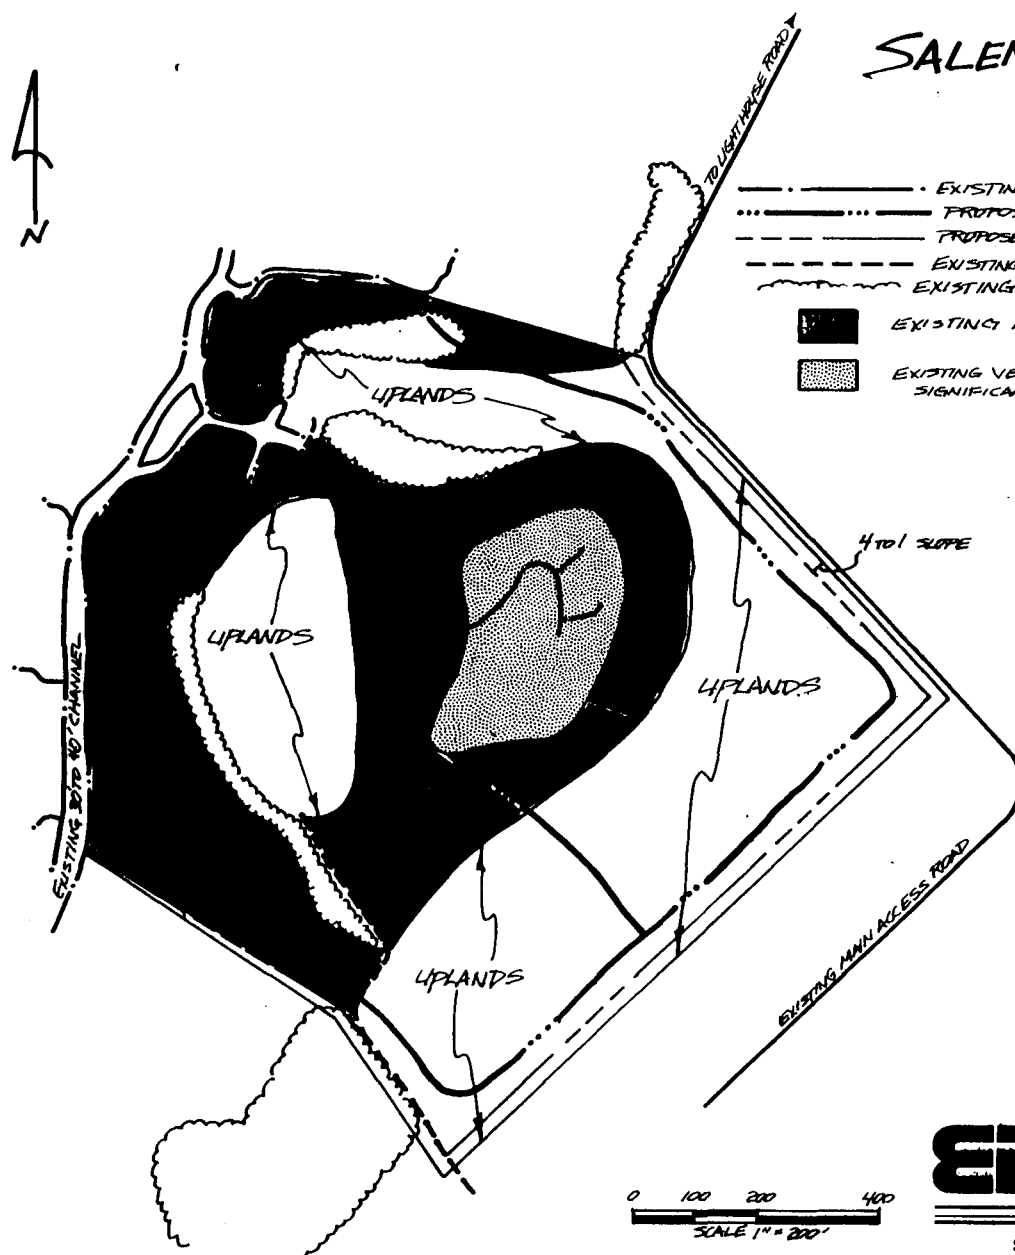 SALEM
TO LIGHT HOUSE ROAD
N
EXISTING
PROPOS
PROPOSE
EXISTING
EXISTING
EXISTING
EXISTING VE
SIGNIFICA
UPLANDS
4 TO 1 SLOPE
UPLANDS
UPLANDS
EXISTING 30' TO 40' CHANNEL
UPLANDS
EXISTING MAIN ACCESS ROAD
0 100 200 400
SCALE 1" = 200'